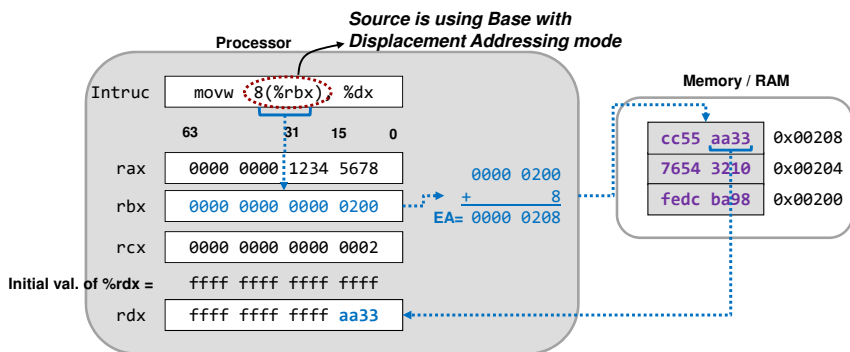 Source is using Base with
Displacement Addressing mode
Processor
Intruc movw 8(%rbx), %dx
63 31 15 0
rax 0000 0000 1234 5678
rbx 0000 0000 0000 0200
rcx 0000 0000 0000 0002
Initial val. of %rdx = ffff ffff ffff ffff
rdx ffff ffff ffff aa33
0000 0200
+ 8
EA= 0000 0208
Memory / RAM
cc55 aa33 0x00208
7654 3210 0x00204
fedc ba98 0x00200